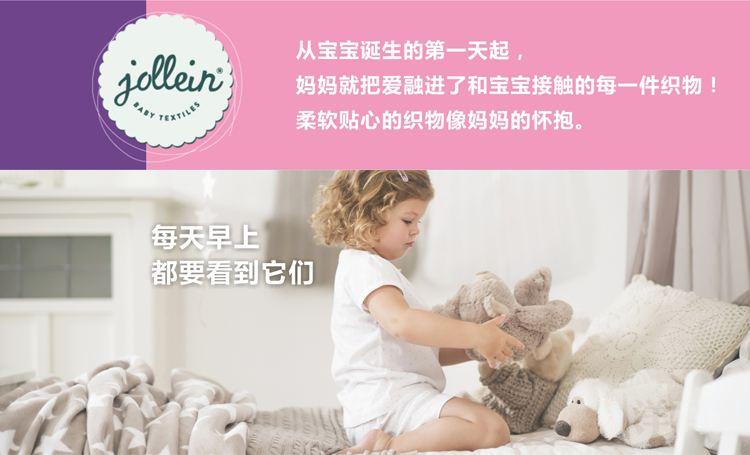 jollein®
BABY TEXTILES
从宝宝诞生的第一天起，
妈妈就把爱融进了和宝宝接触的每一件织物！
柔软贴心的织物像妈妈的怀抱。
每天早上
都要看到它们